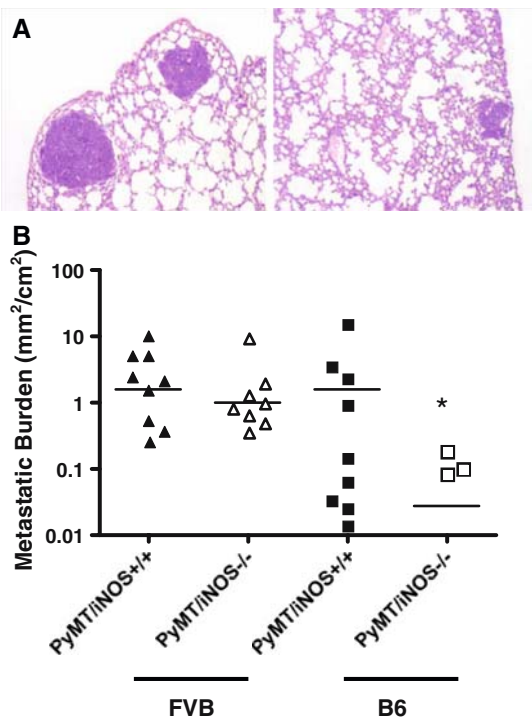 A
B
Metastatic Burden (mm²/cm²)
100
10
1
0.1
0.01
*
PyMT/iNOS+/+
PyMT/iNOS-/-
PyMT/iNOS+/+
PyMT/iNOS-/-
FVB
B6